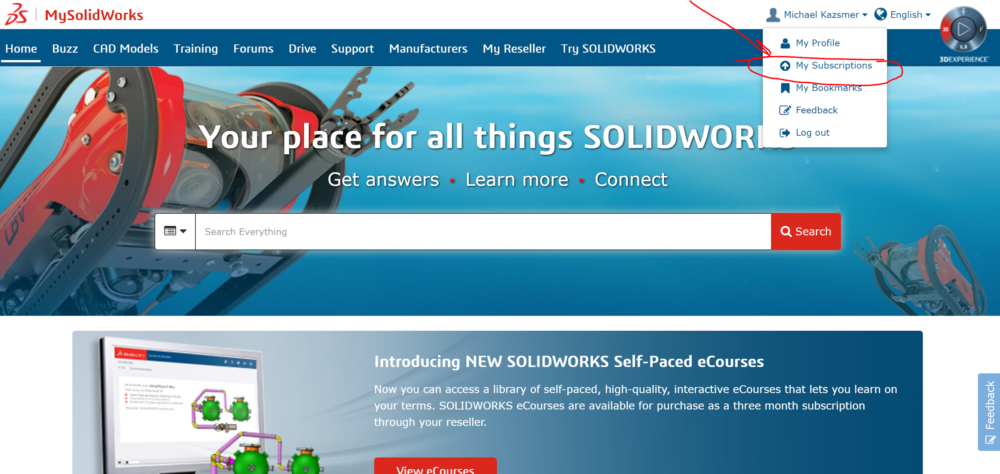 MySolidWorks
Michael Kazsmer
English
Home Buzz CAD Models Training Forums Drive Support Manufacturers My Reseller Try SOLIDWORKS
3D
V.R
3DEXPERIENCE
My Profile
My Subscriptions
My Bookmarks
Feedback
Log out
Your place for all things SOLIDWORKS
Get answers • Learn more • Connect
Search Everything
Search
Introducing NEW SOLIDWORKS Self-Paced eCourses
Now you can access a library of self-paced, high-quality, interactive eCourses that lets you learn on
your terms. SOLIDWORKS eCourses are available for purchase as a three month subscription
through your reseller.
View eCourses
Feedback
SOLIDWORKS